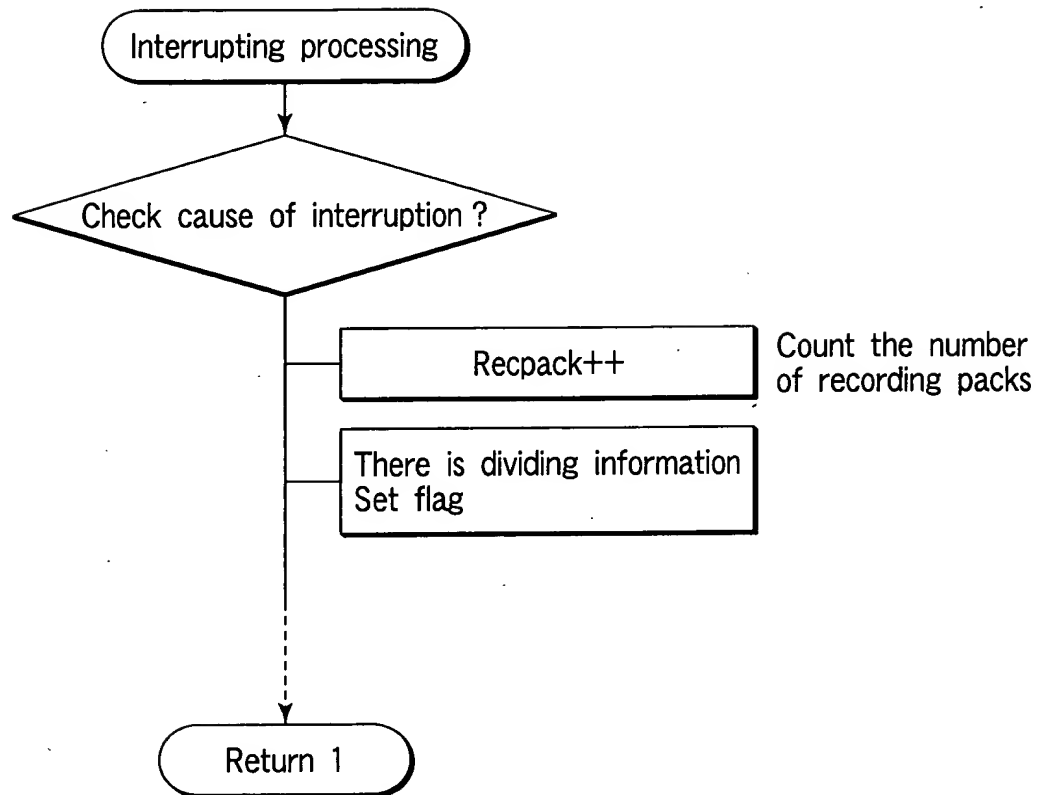 Interrupting processing
Check cause of interruption ?
Recpack++
Count the number
of recording packs
There is dividing information
Set flag
Return 1